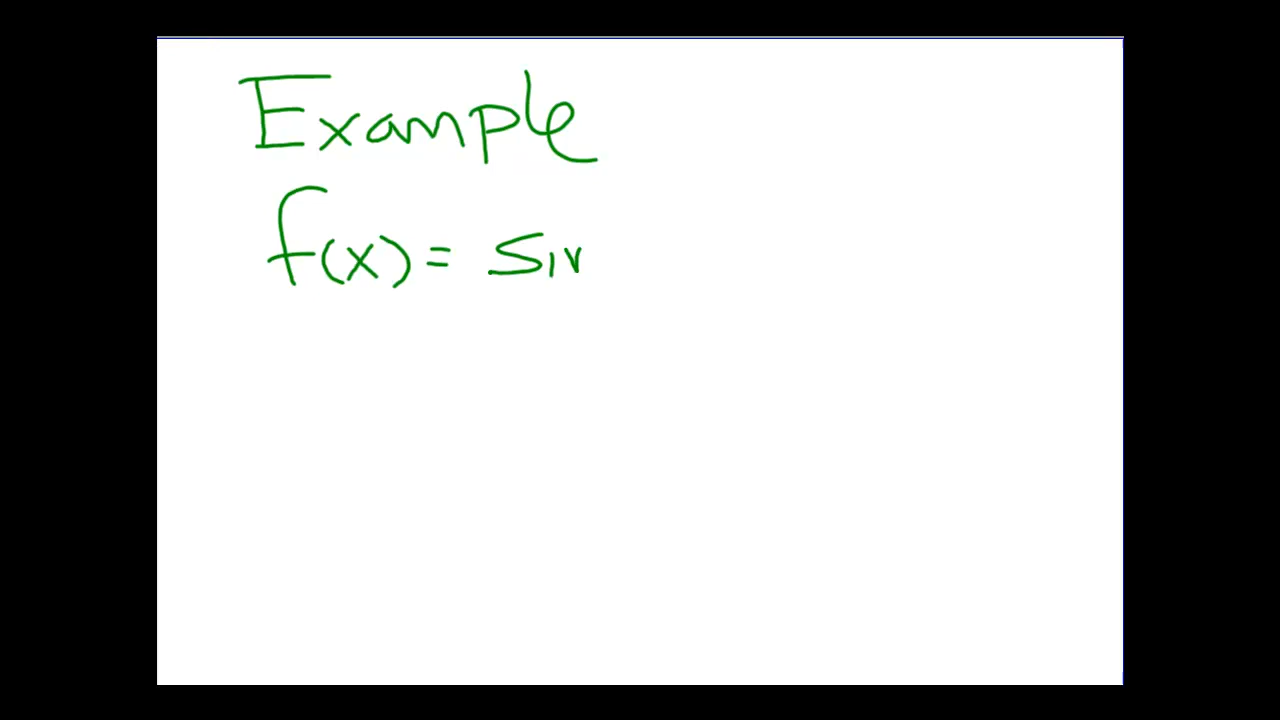 Example
f(x) = sin